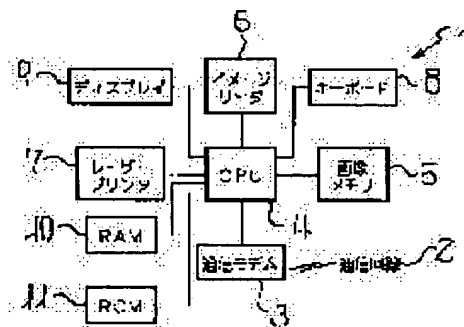 6
9
ディスプレイ
イメージ
リーダ
キーボード
8
7
レーザ
プリンタ
CPU
画像
メモリ
5
4
10
RAM
通信モデム
通信回線
2
3
11
ROM